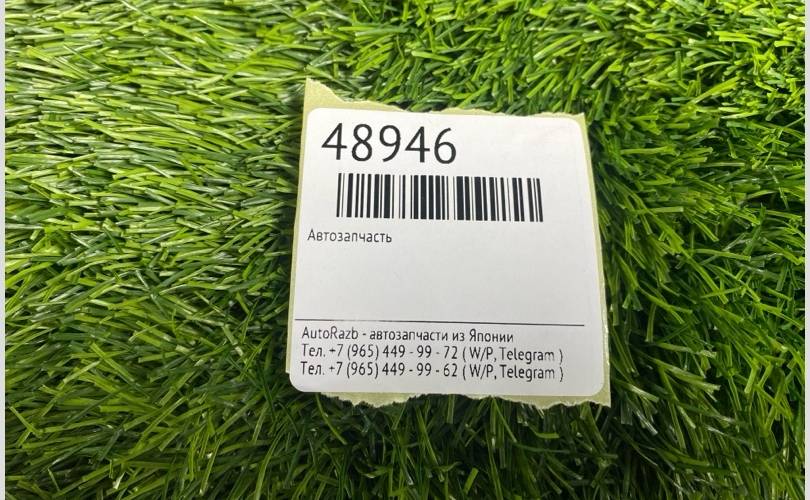 48946
Автозапчасть
AutoRazb - автозапчасти из Японии
Тел. +7 (965) 449 - 99 - 72 ( W/P, Telegram )
Тел. +7 (965) 449 - 99 - 62 ( W/P, Telegram )